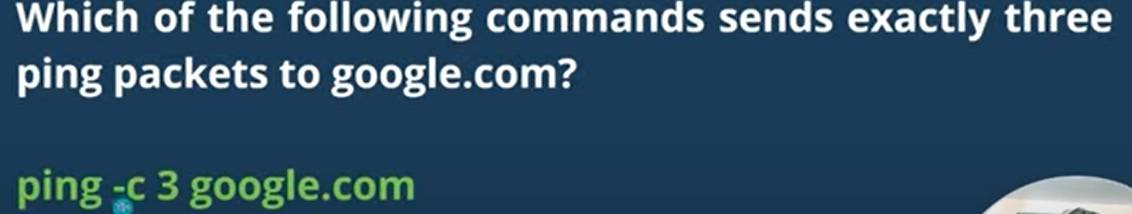 Which of the following commands sends exactly three
ping packets to google.com?
ping -c 3 google.com